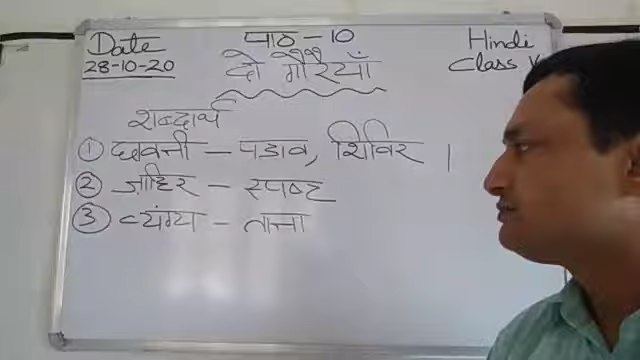 Date पाठ - 10 Hindi
28-10-20 दो गौरैयाँ Class V
शब्दार्थ
① छावनी - पडाव, शिविर ।
② ज़ाहिर - स्पष्ट
③ व्यंग्य - ताना